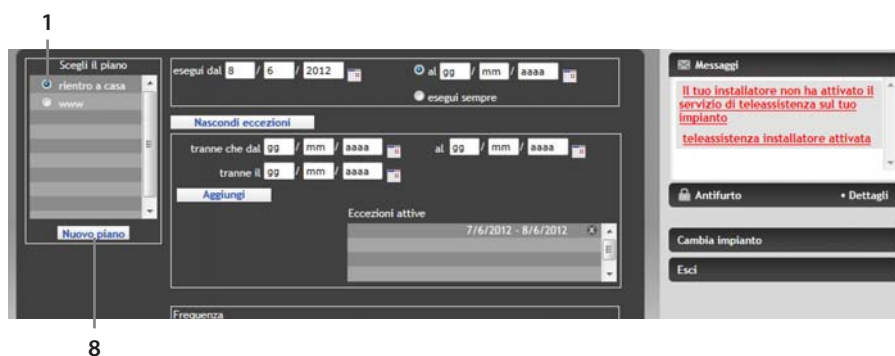 1
Scegli il piano
rientro a casa
www
Nuovo piano
8
esegui dal 8 / 6 / 2012
al gg / mm / aaaa
esegui sempre
Nascondi eccezioni
tranne che dal gg / mm / aaaa al gg / mm / aaaa
tranne il gg / mm / aaaa
Aggiungi
Eccezioni attive
7/6/2012 - 8/6/2012
Frequenza
Messaggi
Il tuo installatore non ha attivato il
servizio di teleassistenza sul tuo
impianto
teleassistenza installatore attivata
Antifurto • Dettagli
Cambia impianto
Esci